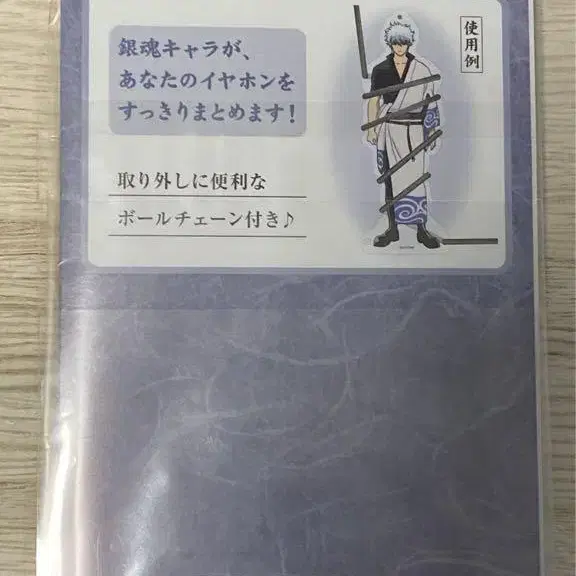 銀魂キャラが、
あなたのイヤホンを
すっきりまとめます!
取り外しに便利な
ボールチェーン付き♪
使用例